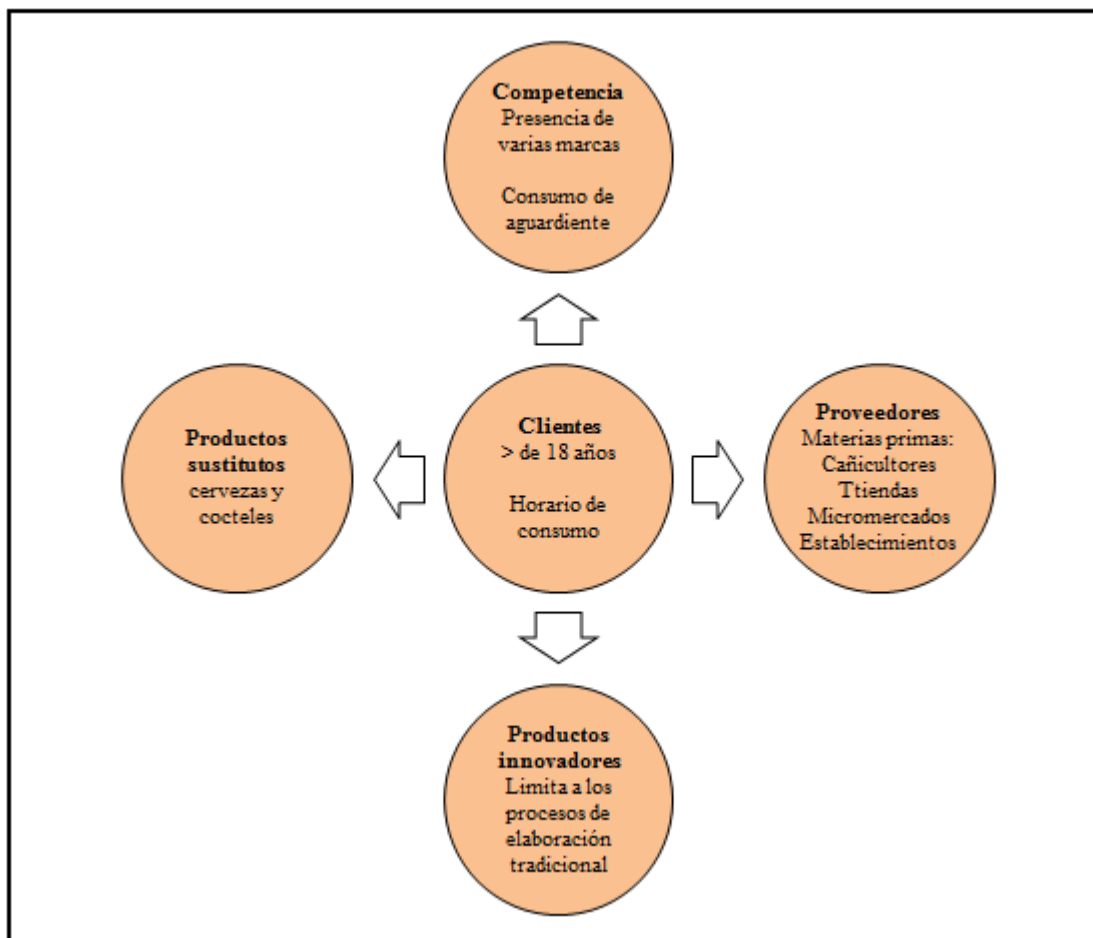 Competencia
Presencia de
varias marcas
Consumo de
aguardiente
Productos
sustitutos
cervezas y
cocteles
Clientes
> de 18 años
Horario de
consumo
Proveedores
Materias primas:
Cañicultores
Ttiendas
Micromercados
Establecimientos
Productos
innovadores
Limita a los
procesos de
elaboración
tradicional